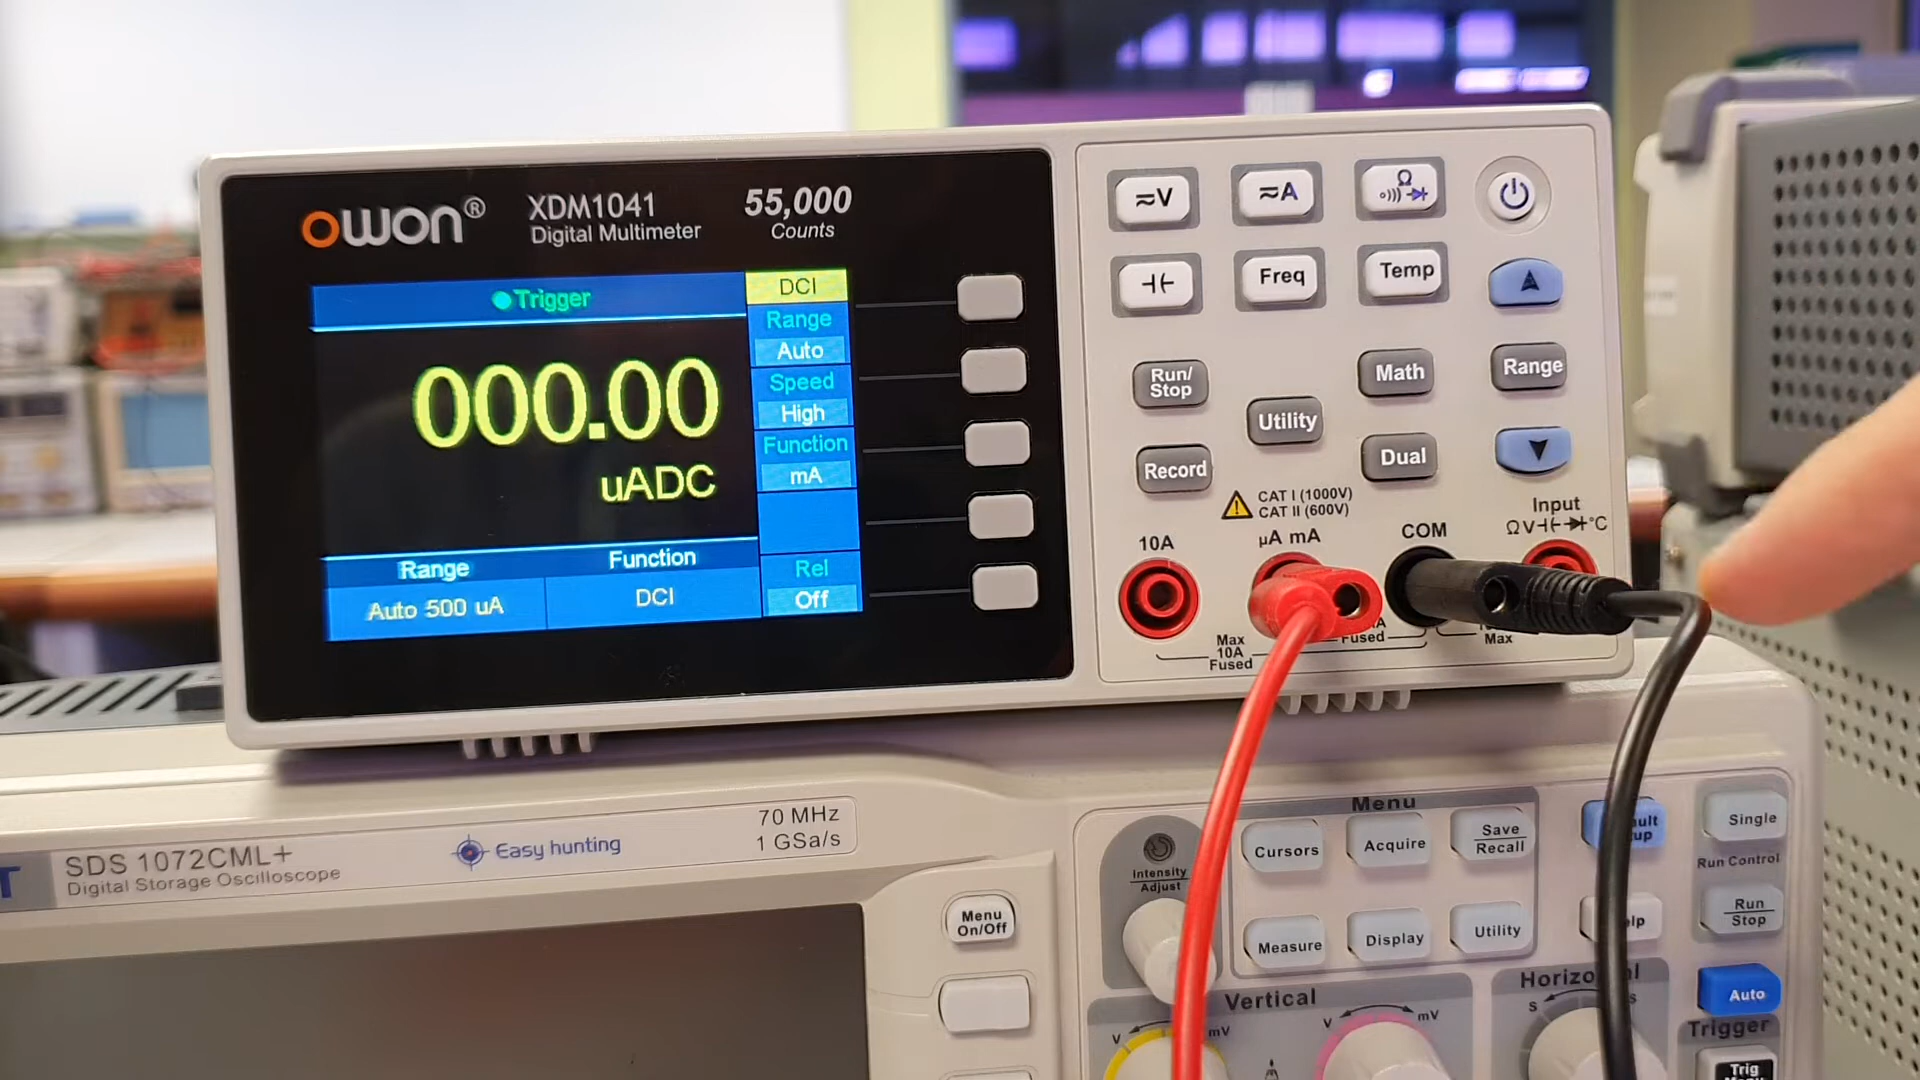 owon®
XDM1041
Digital Multimeter
55,000
Counts
Trigger
DCI
Range
Auto
Speed
High
Function
mA
000.00
uADC
Range
Function
Auto 500 uA
DCI
Rel
Off
≂V
≂A
Ω
Freq
Temp
Run/
Stop
Utility
Math
Range
Record
Dual
CAT I (1000V)
CAT II (600V)
10A
µA mA
COM
Input
ΩV °C
Max
10A
Fused
Fused
Max
SDS 1072CML+
Digital Storage Oscilloscope
Easy hunting
70 MHz
1 GSa/s
Menu
On/Off
Intensity
Adjust
Menu
Cursors
Acquire
Save
Recall
Measure
Display
Utility
Single
Run Control
Run
Stop
Auto
Trigger
Trig
Vertical
V
mV
V
mV
S